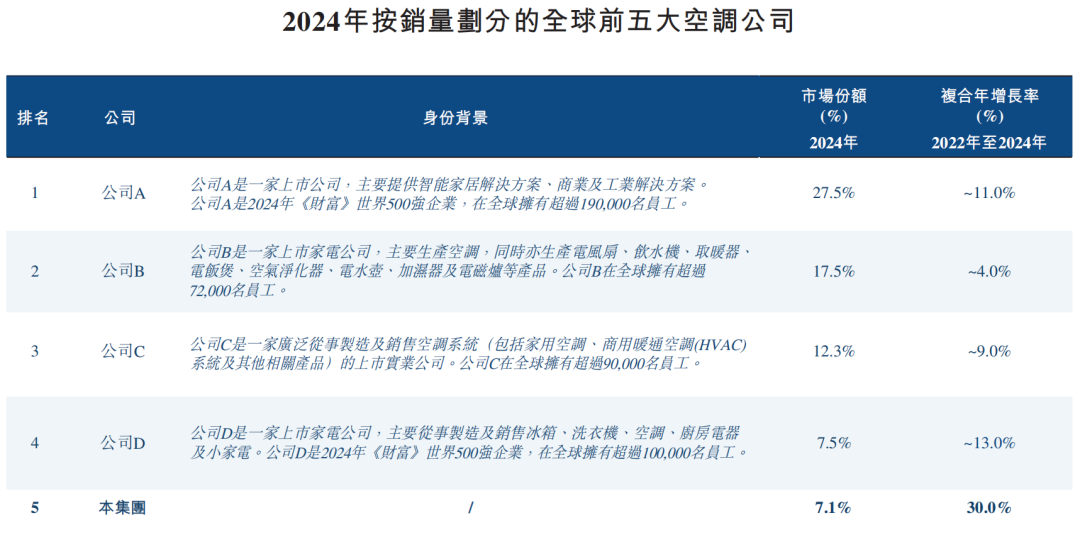 2024年按銷量劃分的全球前五大空調公司
排名 公司 身份背景 市場份額 (%) 2024年 複合年增長率 (%) 2022年至2024年
1 公司A 公司A是一家上市公司，主要提供智能家居解決方案、商業及工業解決方案。
公司A是2024年《財富》世界500強企業，在全球擁有超過190,000名員工。 27.5% ~11.0%
2 公司B 公司B是一家上市家電公司，主要生產空調，同時亦生產電風扇、飲水機、取暖器、
電飯煲、空氣淨化器、電水壺、加濕器及電磁爐等產品。公司B在全球擁有超過
72,000名員工。 17.5% ~4.0%
3 公司C 公司C是一家廣泛從事製造及銷售空調系統（包括家用空調、商用暖通空調(HVAC)
系統及其他相關產品）的上市實業公司。公司C在全球擁有超過90,000名員工。 12.3% ~9.0%
4 公司D 公司D是一家上市家電公司，主要從事製造及銷售冰箱、洗衣機、空調、廚房電器
及小家電。公司D是2024年《財富》世界500強企業，在全球擁有超過100,000名員工。 7.5% ~13.0%
5 本集團 / 7.1% 30.0%